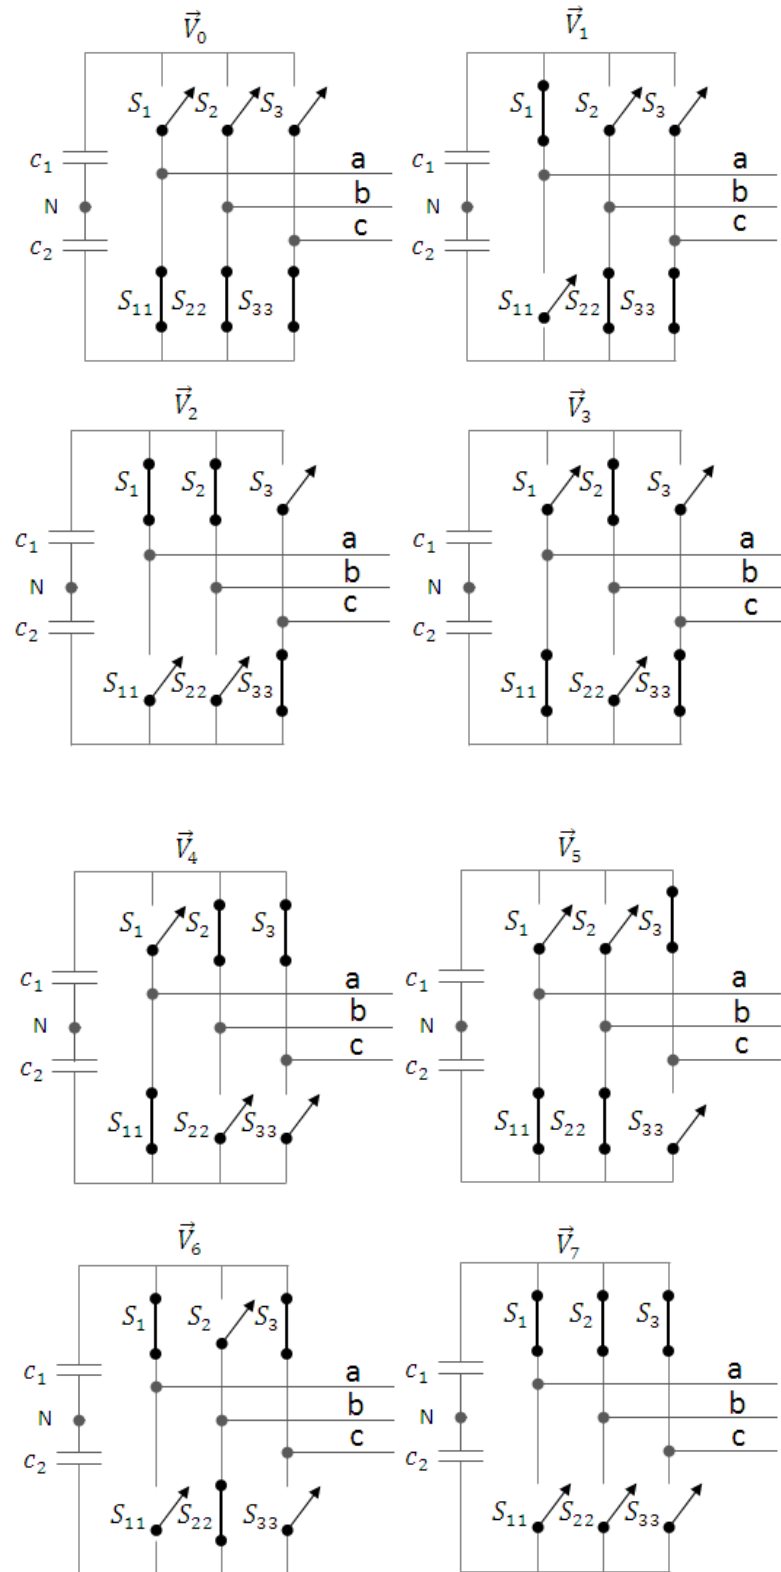 V⃗₀ V⃗₁
S₁ S₂ S₃ S₁ S₂ S₃
c₁ a c₁ a
N b N b
c₂ c c₂ c
S₁₁ S₂₂ S₃₃ S₁₁ S₂₂ S₃₃
V⃗₂ V⃗₃
S₁ S₂ S₃ S₁ S₂ S₃
c₁ a c₁ a
N b N b
c₂ c c₂ c
S₁₁ S₂₂ S₃₃ S₁₁ S₂₂ S₃₃
V⃗₄ V⃗₅
S₁ S₂ S₃ S₁ S₂ S₃
c₁ a c₁ a
N b N b
c₂ c c₂ c
S₁₁ S₂₂ S₃₃ S₁₁ S₂₂ S₃₃
V⃗₆ V⃗₇
S₁ S₂ S₃ S₁ S₂ S₃
c₁ a c₁ a
N b N b
c₂ c c₂ c
S₁₁ S₂₂ S₃₃ S₁₁ S₂₂ S₃₃